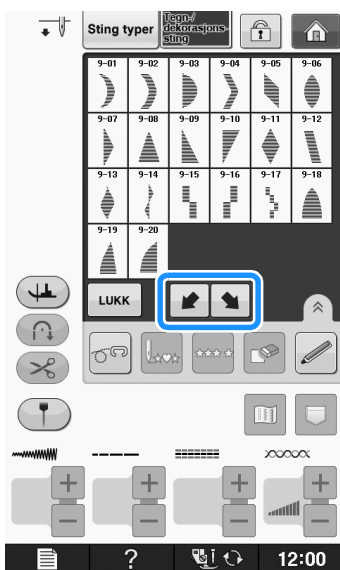 Sting typer
Tegn-/
dekorasjons-
sting
9-01 9-02 9-03 9-04 9-05 9-06
9-07 9-08 9-09 9-10 9-11 9-12
9-13 9-14 9-15 9-16 9-17 9-18
9-19 9-20
LUKK
+ + + +
− − − −
? 12:00